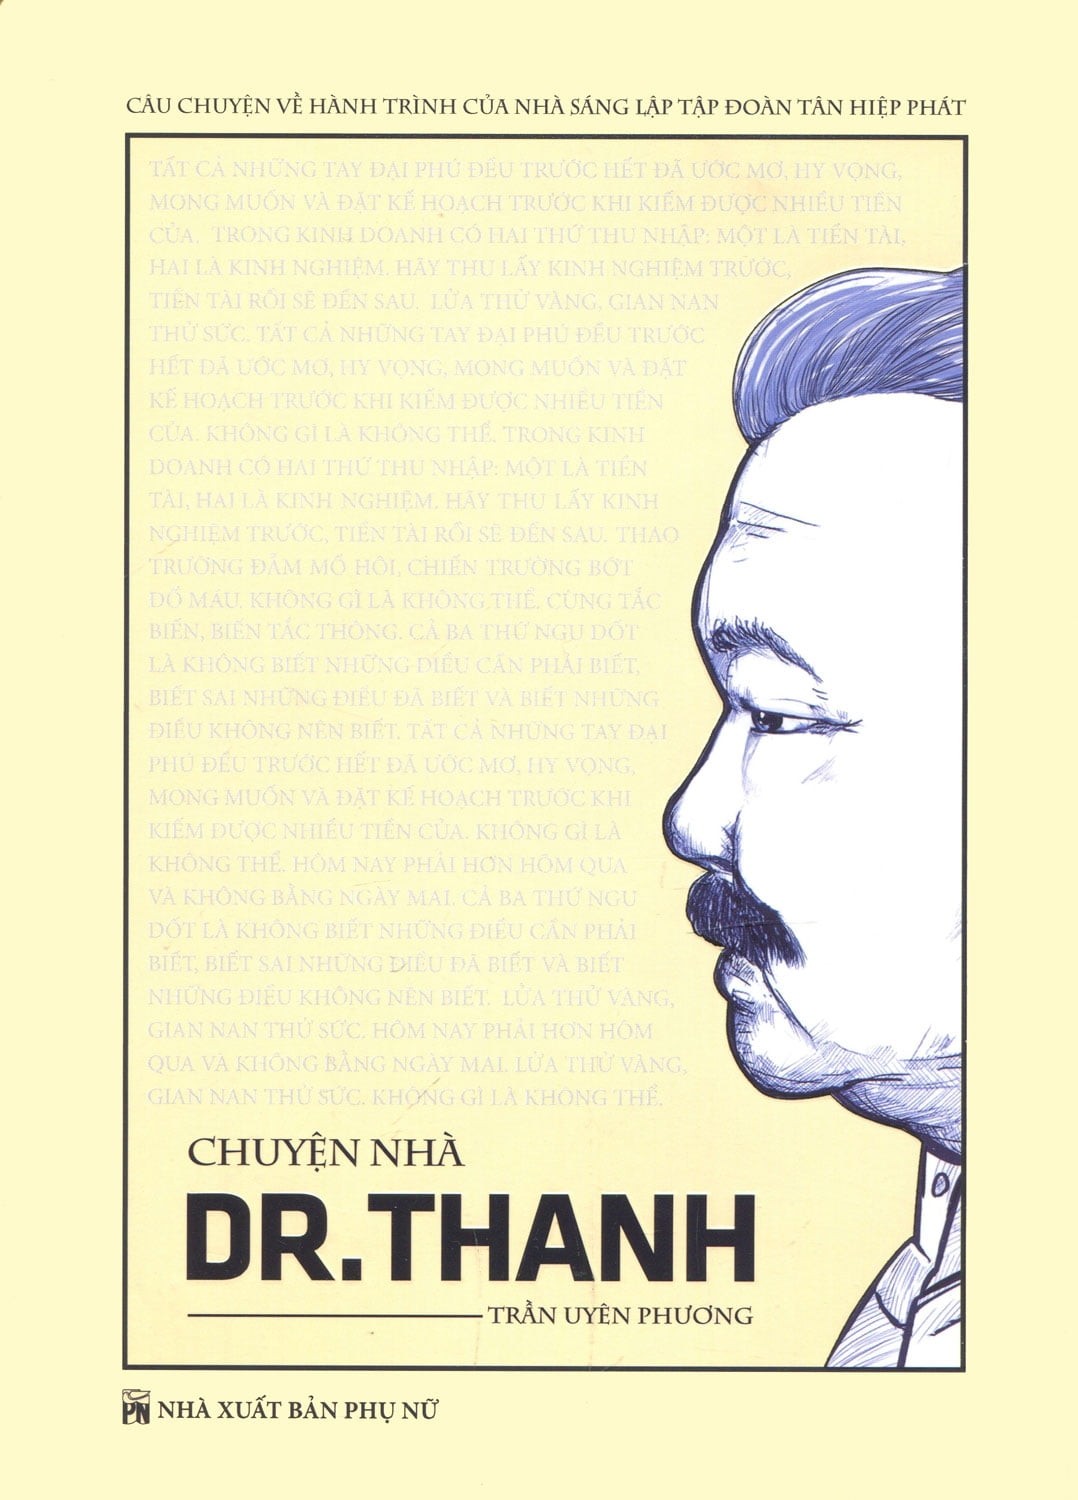 CÂU CHUYỆN VỀ HÀNH TRÌNH CỦA NHÀ SÁNG LẬP TẬP ĐOÀN TÂN HIỆP PHÁT
TẤT CẢ NHỮNG TAY ĐẠI PHÚ ĐỀU TRƯỚC HẾT ĐÃ ƯỚC MƠ, HY VỌNG,
MONG MUỐN VÀ ĐẶT KẾ HOẠCH TRƯỚC KHI KIẾM ĐƯỢC NHIỀU TIỀN
CỦA. TRONG KINH DOANH CÓ HAI THỨ THU NHẬP: MỘT LÀ TIỀN TÀI,
HAI LÀ KINH NGHIỆM. HÃY THU LẤY KINH NGHIỆM TRƯỚC,
TIỀN TÀI RỒI SẼ ĐẾN SAU. LỬA THỬ VÀNG, GIAN NAN
THỬ SỨC. TẤT CẢ NHỮNG TAY ĐẠI PHÚ ĐỀU TRƯỚC
HẾT ĐÃ ƯỚC MƠ, HY VỌNG, MONG MUỐN VÀ ĐẶT
KẾ HOẠCH TRƯỚC KHI KIẾM ĐƯỢC NHIỀU TIỀN
CỦA. KHÔNG GÌ LÀ KHÔNG THỂ. TRONG KINH
DOANH CÓ HAI THỨ THU NHẬP: MỘT LÀ TIỀN
TÀI, HAI LÀ KINH NGHIỆM. HÃY THU LẤY KINH
NGHIỆM TRƯỚC, TIỀN TÀI RỒI SẼ ĐẾN SAU. THAO
TRƯỜNG ĐẪM MỒ HÔI, CHIẾN TRƯỜNG BỚT
ĐỔ MÁU. KHÔNG GÌ LÀ KHÔNG THỂ. CÙNG TẮC
BIẾN, BIẾN TẮC THÔNG. CẢ BA THỨ NGU DỐT
LÀ KHÔNG BIẾT NHỮNG ĐIỀU CẦN PHẢI BIẾT,
BIẾT SAI NHỮNG ĐIỀU ĐÃ BIẾT VÀ BIẾT NHỮNG
ĐIỀU KHÔNG NÊN BIẾT. TẤT CẢ NHỮNG TAY ĐẠI
PHÚ ĐỀU TRƯỚC HẾT ĐÃ ƯỚC MƠ, HY VỌNG,
MONG MUỐN VÀ ĐẶT KẾ HOẠCH TRƯỚC KHI
KIẾM ĐƯỢC NHIỀU TIỀN CỦA. KHÔNG GÌ LÀ
KHÔNG THỂ. HÔM NAY PHẢI HƠN HÔM QUA
VÀ KHÔNG BẰNG NGÀY MAI. CẢ BA THỨ NGU
DỐT LÀ KHÔNG BIẾT NHỮNG ĐIỀU CẦN PHẢI
BIẾT, BIẾT SAI NHỮNG ĐIỀU ĐÃ BIẾT VÀ BIẾT
NHỮNG ĐIỀU KHÔNG NÊN BIẾT. LỬA THỬ VÀNG,
GIAN NAN THỬ SỨC. HÔM NAY PHẢI HƠN HÔM
QUA VÀ KHÔNG BẰNG NGÀY MAI. LỬA THỬ VÀNG,
GIAN NAN THỬ SỨC. KHÔNG GÌ LÀ KHÔNG THỂ.
CHUYỆN NHÀ
DR.THANH
TRẦN UYÊN PHƯƠNG
PN NHÀ XUẤT BẢN PHỤ NỮ